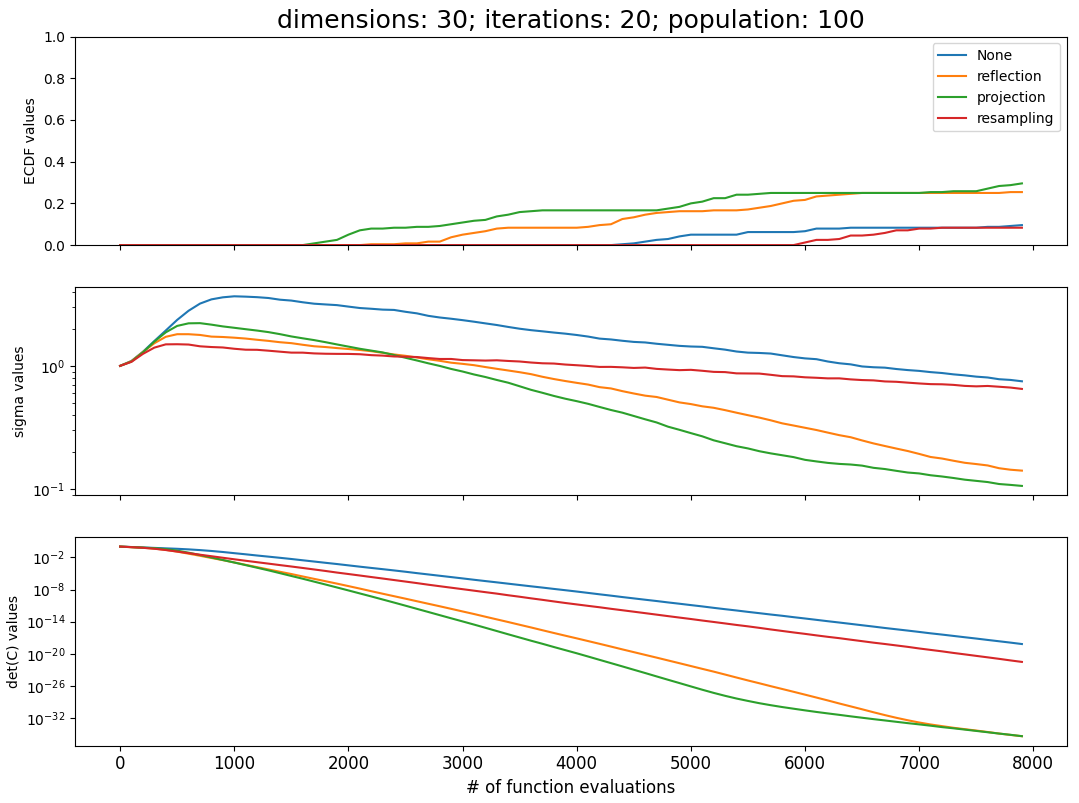 dimensions: 30; iterations: 20; population: 100
ECDF values
1.0
0.8
0.6
0.4
0.2
0.0
None
reflection
projection
resampling
sigma values
10^0
10^-1
det(C) values
10^-2
10^-8
10^-14
10^-20
10^-26
10^-32
0 1000 2000 3000 4000 5000 6000 7000 8000
# of function evaluations